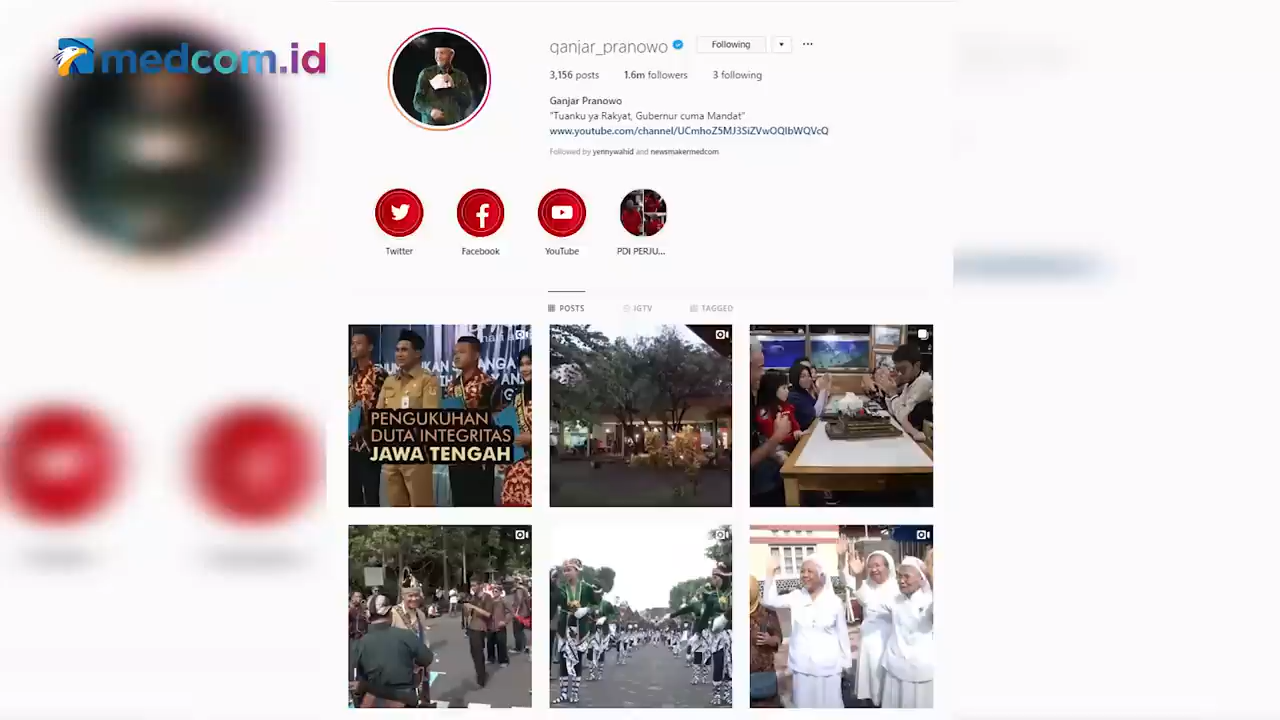 medcom.id
ganjar_pranowo
Following
3,156 posts 1.6m followers 3 following
Ganjar Pranowo
"Tuanku ya Rakyat, Gubernur cuma Mandat"
www.youtube.com/channel/UCmhoZ5MJ3SiZVwOQIbWQVcQ
Followed by yennywahid and newsmakermedcom
Twitter
Facebook
YouTube
PDI PERJU...
POSTS
IGTV
TAGGED
PENGUKUHAN
DUTA INTEGRITAS
JAWA TENGAH